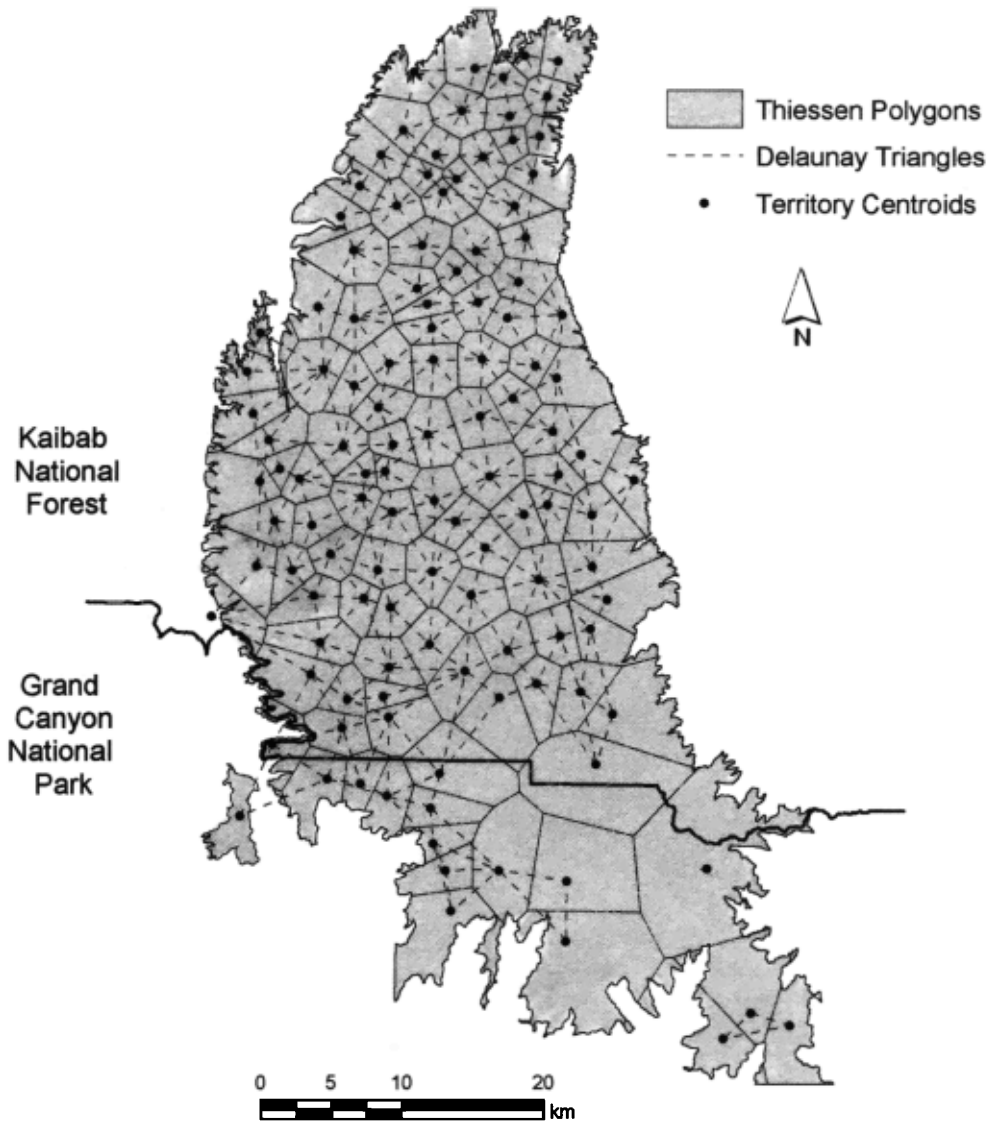 Thiessen Polygons
Delaunay Triangles
Territory Centroids
N
Kaibab
National
Forest
Grand
Canyon
National
Park
0 5 10 20
km